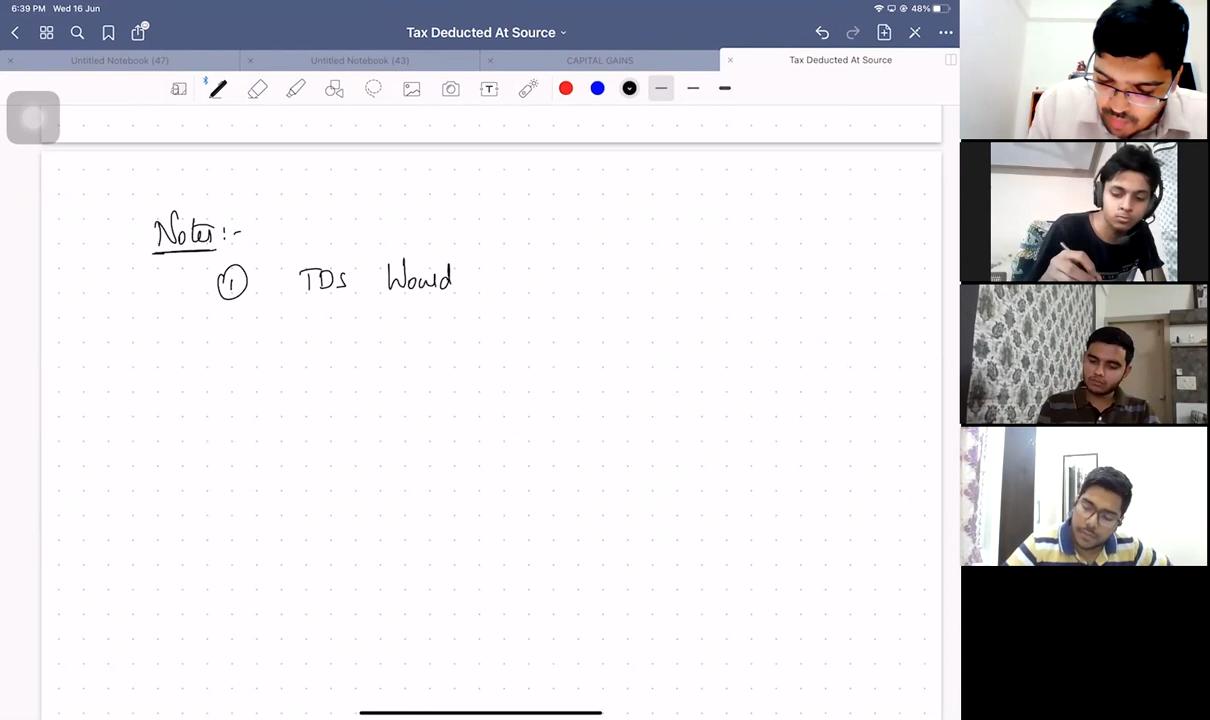 6:39 PM Wed 16 Jun
48%
Tax Deducted At Source
Untitled Notebook (47)
Untitled Notebook (43)
CAPITAL GAINS
Tax Deducted At Source
T
Notes:-
1 TDS Would